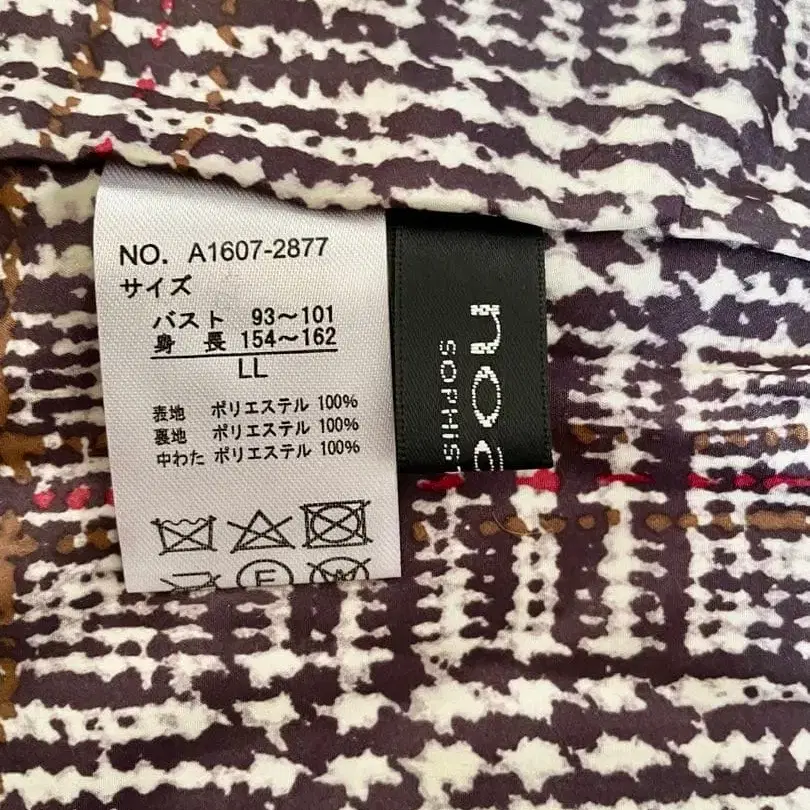 NO. A1607-2877
サイズ
バスト 93～101
身長 154～162
LL
表地 ポリエステル 100%
裏地 ポリエステル 100%
中わた ポリエステル 100%